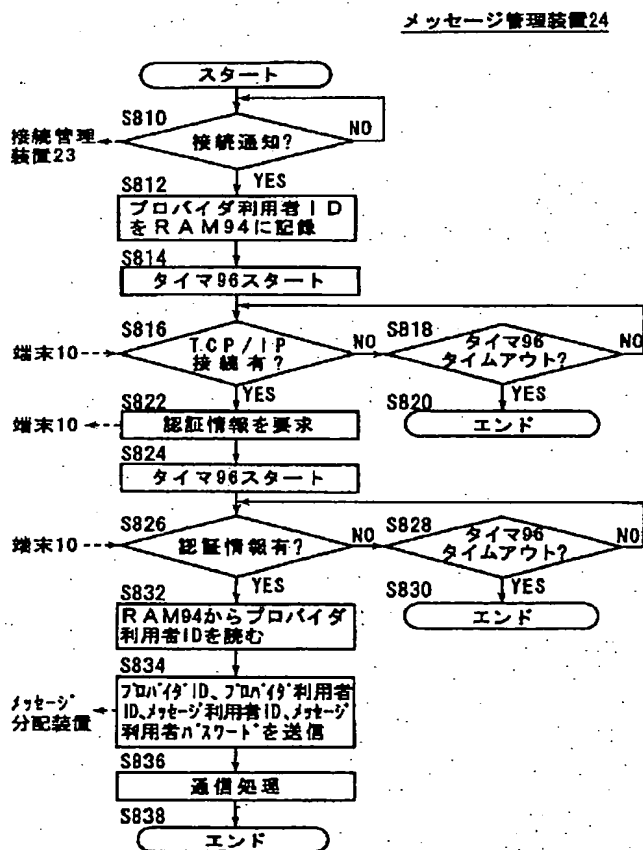 メッセージ管理装置24
スタート
S810
接続通知?
NO
接続管理
装置23
YES
S812
プロバイダ利用者ID
をRAM94に記録
S814
タイマ96スタート
S816
TCP/IP
接続有?
NO
端末10
YES
S818
タイマ96
タイムアウト?
NO
YES
S820
エンド
S822
認証情報を要求
端末10
S824
タイマ96スタート
S826
認証情報有?
NO
端末10
YES
S828
タイマ96
タイムアウト?
NO
YES
S830
エンド
S832
RAM94からプロバイダ
利用者IDを読む
S834
プロバイダID、プロバイダ利用者
ID、メッセージ利用者ID、メッセージ
利用者パスワードを送信
メッセージ
分配装置
S836
通信処理
S838
エンド